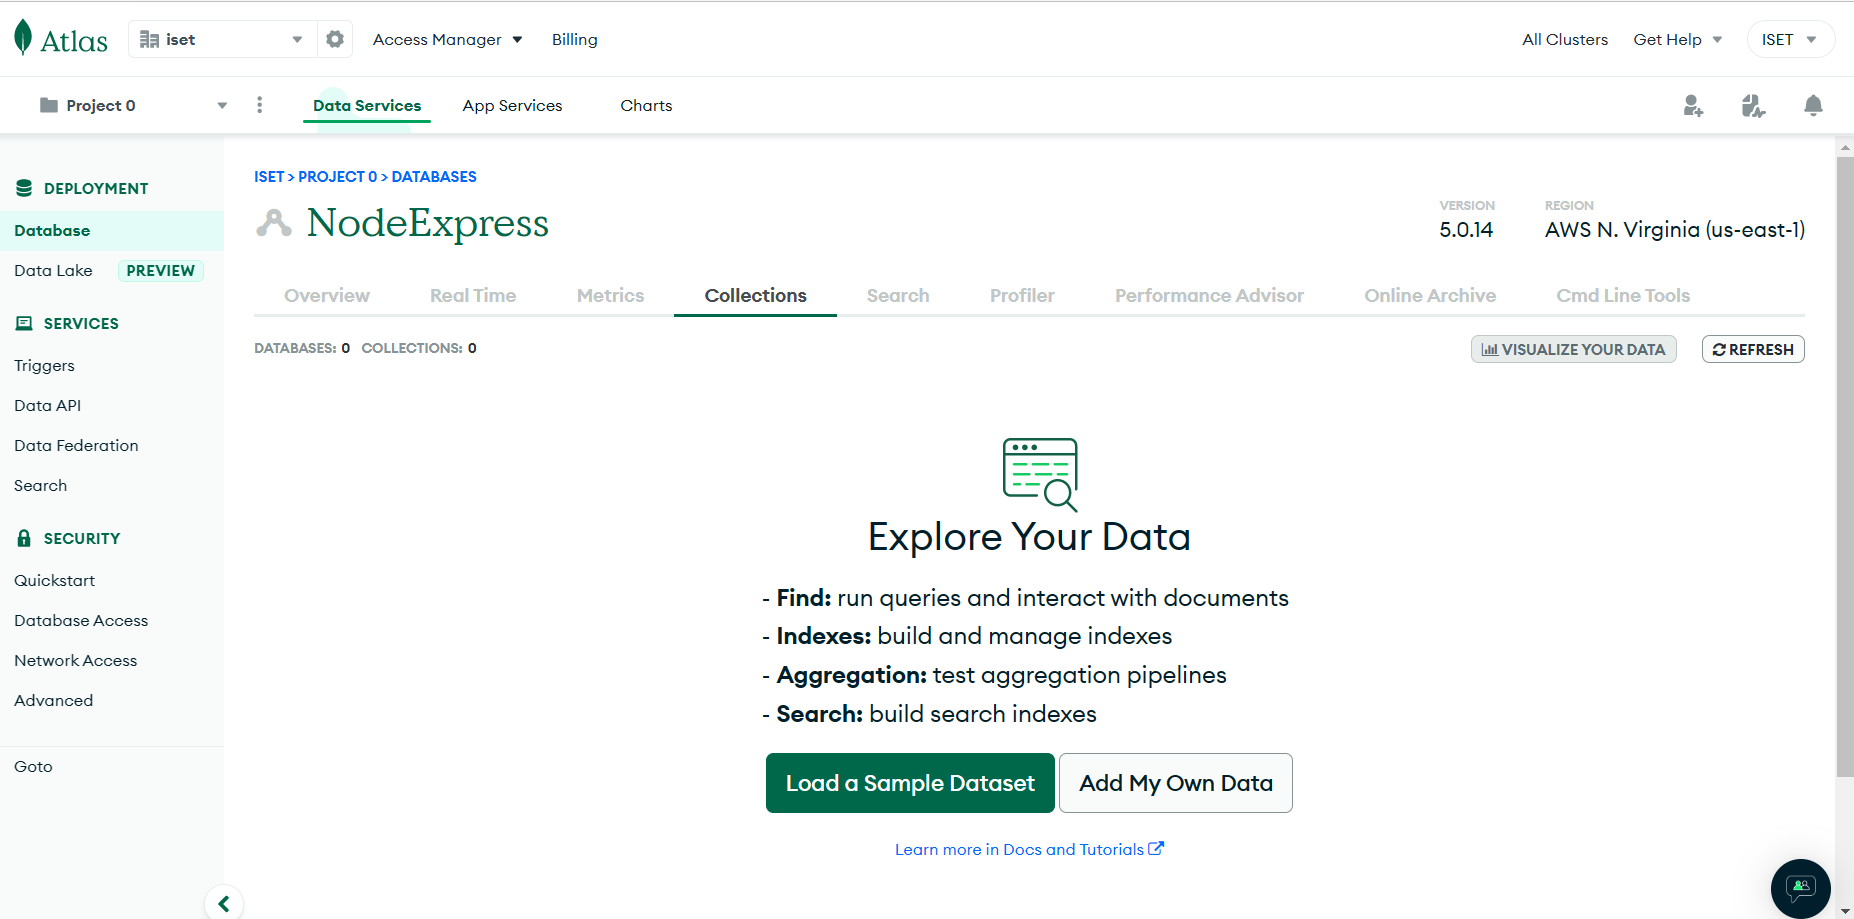 Atlas
iset
Access Manager
Billing
All Clusters
Get Help
ISET
Project 0
Data Services
App Services
Charts
DEPLOYMENT
Database
Data Lake PREVIEW
SERVICES
Triggers
Data API
Data Federation
Search
SECURITY
Quickstart
Database Access
Network Access
Advanced
Goto
ISET > PROJECT 0 > DATABASES
NodeExpress
VERSION
5.0.14
REGION
AWS N. Virginia (us-east-1)
Overview
Real Time
Metrics
Collections
Search
Profiler
Performance Advisor
Online Archive
Cmd Line Tools
DATABASES: 0 COLLECTIONS: 0
VISUALIZE YOUR DATA
REFRESH
Explore Your Data
- Find: run queries and interact with documents
- Indexes: build and manage indexes
- Aggregation: test aggregation pipelines
- Search: build search indexes
Load a Sample Dataset
Add My Own Data
Learn more in Docs and Tutorials